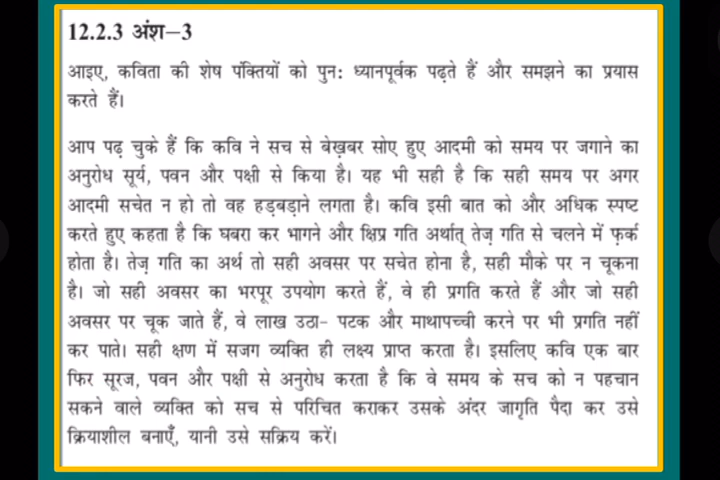 12.2.3 अंश–3
आइए, कविता की शेष पंक्तियों को पुन: ध्यानपूर्वक पढ़ते हैं और समझने का प्रयास
करते हैं।
आप पढ़ चुके हैं कि कवि ने सच से बेख़बर सोए हुए आदमी को समय पर जगाने का
अनुरोध सूर्य, पवन और पक्षी से किया है। यह भी सही है कि सही समय पर अगर
आदमी सचेत न हो तो वह हड़बड़ाने लगता है। कवि इसी बात को और अधिक स्पष्ट
करते हुए कहता है कि घबरा कर भागने और क्षिप्र गति अर्थात् तेज़ गति से चलने में फ़र्क
होता है। तेज़ गति का अर्थ तो सही अवसर पर सचेत होना है, सही मौके पर न चूकना
है। जो सही अवसर का भरपूर उपयोग करते हैं, वे ही प्रगति करते हैं और जो सही
अवसर पर चूक जाते हैं, वे लाख उठा- पटक और माथापच्ची करने पर भी प्रगति नहीं
कर पाते। सही क्षण में सजग व्यक्ति ही लक्ष्य प्राप्त करता है। इसलिए कवि एक बार
फिर सूरज, पवन और पक्षी से अनुरोध करता है कि वे समय के सच को न पहचान
सकने वाले व्यक्ति को सच से परिचित कराकर उसके अंदर जागृति पैदा कर उसे
क्रियाशील बनाएँ, यानी उसे सक्रिय करें।